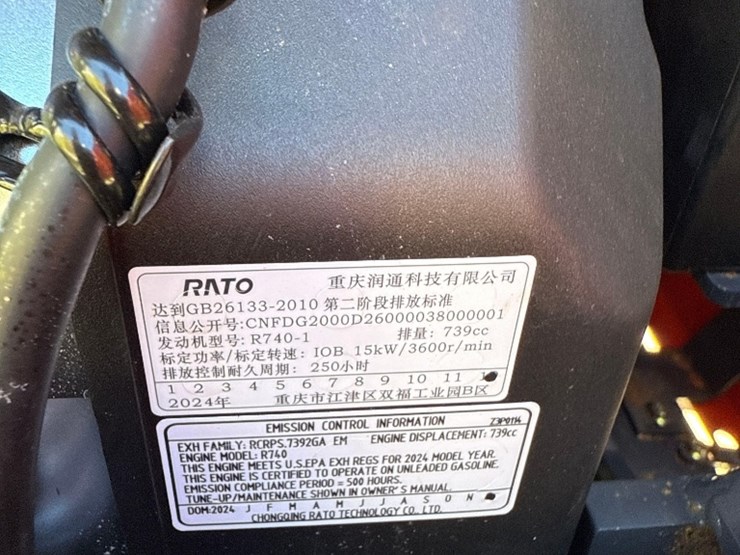 RATO 重庆润通科技有限公司
达到GB26133-2010 第二阶段排放标准
信息公开号:CNFDG2000D26000038000001
发动机型号: R740-1 排量: 739cc
标定功率/标定转速: IOB 15kW/3600r/min
排放控制耐久周期: 250小时
1 2 3 4 5 6 7 8 9 10 11
2024年 重庆市江津区双福工业园B区
EMISSION CONTROL INFORMATION Z3P011K
EXH FAMILY: RCRPS.7392GA EM ENGINE DISPLACEMENT: 739cc
ENGINE MODEL: R740
THIS ENGINE MEETS U.S.EPA EXH REGS FOR 2024 MODEL YEAR.
THIS ENGINE IS CERTIFIED TO OPERATE ON UNLEADED GASOLINE.
EMISSION COMPLIANCE PERIOD = 500 HOURS.
TUNE-UP/MAINTENANCE SHOWN IN OWNER'S MANUAL.
DOM:2024 J F M A M J J A S O N
CHONGQING RATO TECHNOLOGY CO., LTD.